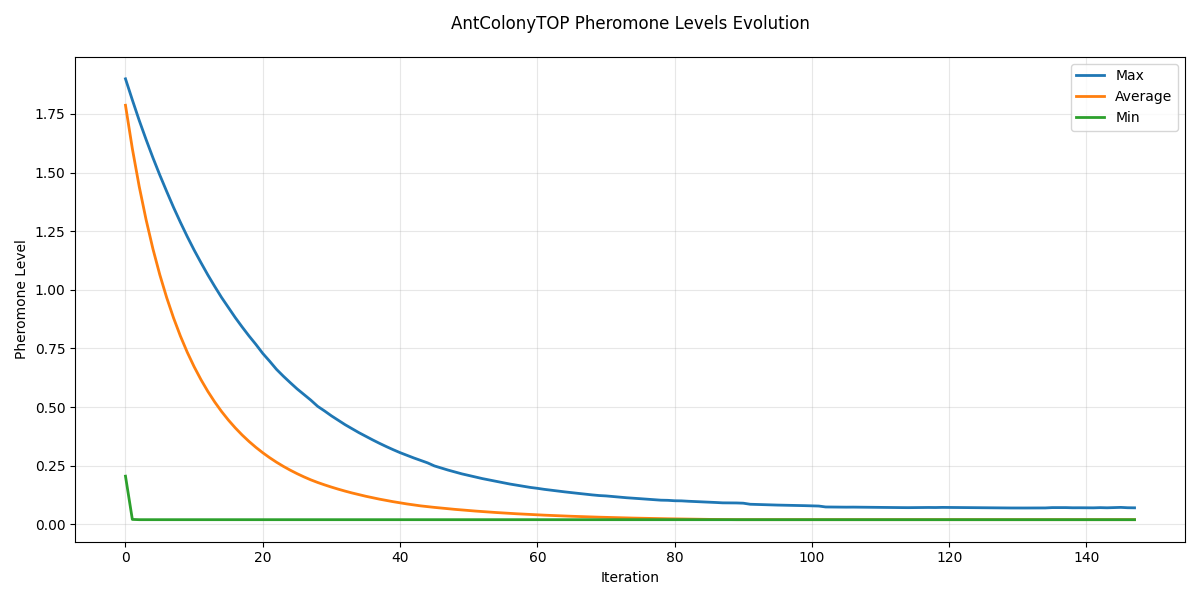 AntColonyTOP Pheromone Levels Evolution
Max
Average
Min
Pheromone Level
1.75
1.50
1.25
1.00
0.75
0.50
0.25
0.00
0 20 40 60 80 100 120 140
Iteration